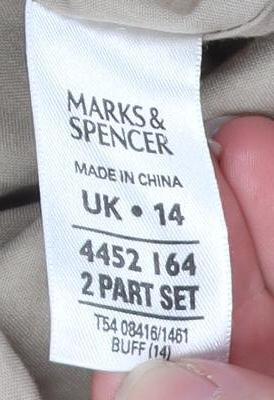 MARKS &
SPENCER
MADE IN CHINA
UK • 14
4452 164
2 PART SET
T54 08416/1461
BUFF (14)